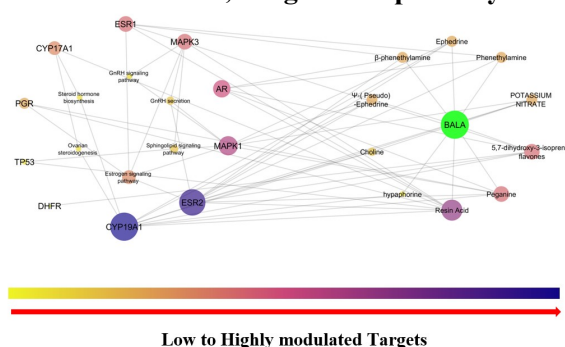 ESR1
CYP17A1
MAPK3
GnRH signaling
pathway
Steroid hormone
biosynthesis
GnRH secretion
AR
PGR
Ovarian
steroidogenesis
Sphingolipid signaling
pathway
MAPK1
TP53
Estrogen signaling
pathway
DHFR
ESR2
CYP19A1
Ephedrine
β-phenethylamine
Phenethylamine
-Ephedrine
POTASSIUM
NITRATE
BALA
Choline
5,7-dihydroxy-3-isopren
flavones
hypaphorine
Peganine
Resin Acid
Low to Highly modulated Targets